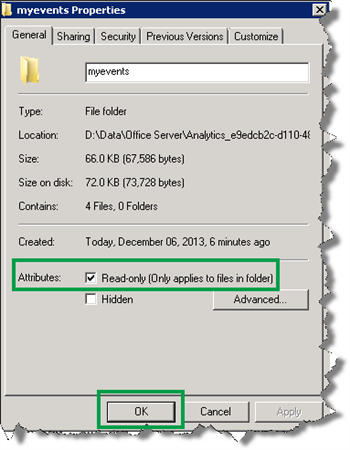 myevents Properties
General Sharing Security Previous Versions Customize
myevents
Type: File folder
Location: D:\Data\Office Server\Analytics_e9edcb2c-d110-4
Size: 66.0 KB (67,586 bytes)
Size on disk: 72.0 KB (73,728 bytes)
Contains: 4 Files, 0 Folders
Created: Today, December 06, 2013, 6 minutes ago
Attributes: Read-only (Only applies to files in folder)
Hidden Advanced...
OK Cancel Apply